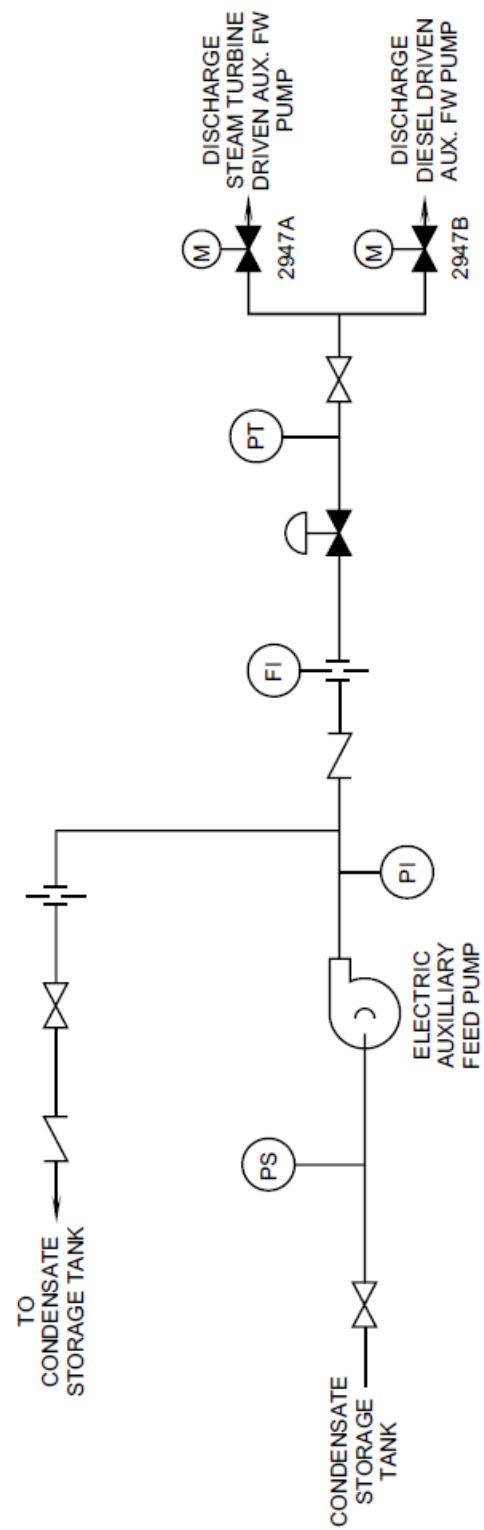 TO
CONDENSATE
STORAGE TANK
CONDENSATE
STORAGE
TANK
PS
ELECTRIC
AUXILLIARY
FEED PUMP
PI
FI
PT
M
2947A
DISCHARGE
STEAM TURBINE
DRIVEN AUX. FW
PUMP
M
2947B
DISCHARGE
DIESEL DRIVEN
AUX. FW PUMP